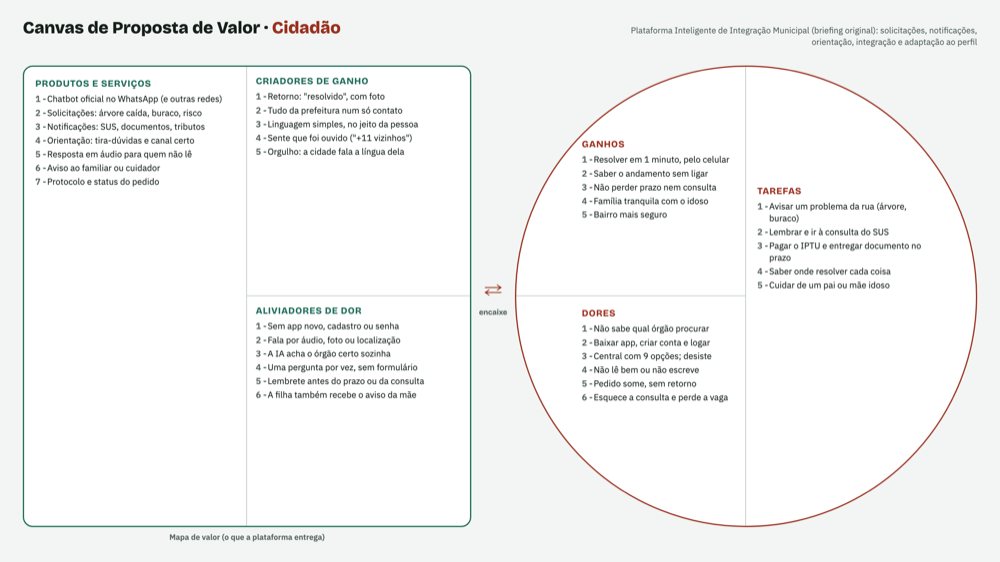 Canvas de Proposta de Valor · Cidadão
Plataforma Inteligente de Integração Municipal (briefing original): solicitações, notificações,
orientação, integração e adaptação ao perfil
PRODUTOS E SERVIÇOS
1 - Chatbot oficial no WhatsApp (e outras redes)
2 - Solicitações: árvore caída, buraco, risco
3 - Notificações: SUS, documentos, tributos
4 - Orientação: tira-dúvidas e canal certo
5 - Resposta em áudio para quem não lê
6 - Aviso ao familiar ou cuidador
7 - Protocolo e status do pedido
CRIADORES DE GANHO
1 - Retorno: "resolvido", com foto
2 - Tudo da prefeitura num só contato
3 - Linguagem simples, no jeito da pessoa
4 - Sente que foi ouvido ("+11 vizinhos")
5 - Orgulho: a cidade fala a língua dela
ALIVIADORES DE DOR
1 - Sem app novo, cadastro ou senha
2 - Fala por áudio, foto ou localização
3 - A IA acha o órgão certo sozinha
4 - Uma pergunta por vez, sem formulário
5 - Lembrete antes do prazo ou da consulta
6 - A filha também recebe o aviso da mãe
Mapa de valor (o que a plataforma entrega)
⇄
encaixe
GANHOS
1 - Resolver em 1 minuto, pelo celular
2 - Saber o andamento sem ligar
3 - Não perder prazo nem consulta
4 - Família tranquila com o idoso
5 - Bairro mais seguro
DORES
1 - Não sabe qual órgão procurar
2 - Baixar app, criar conta e logar
3 - Central com 9 opções; desiste
4 - Não lê bem ou não escreve
5 - Pedido some, sem retorno
6 - Esquece a consulta e perde a vaga
TAREFAS
1 - Avisar um problema da rua (árvore,
buraco)
2 - Lembrar e ir à consulta do SUS
3 - Pagar o IPTU e entregar documento no
prazo
4 - Saber onde resolver cada coisa
5 - Cuidar de um pai ou mãe idoso